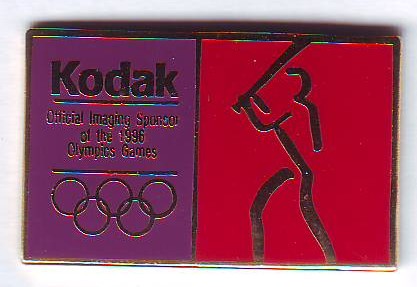 Kodak
Official Imaging Sponsor
of the 1996
Olympics Games